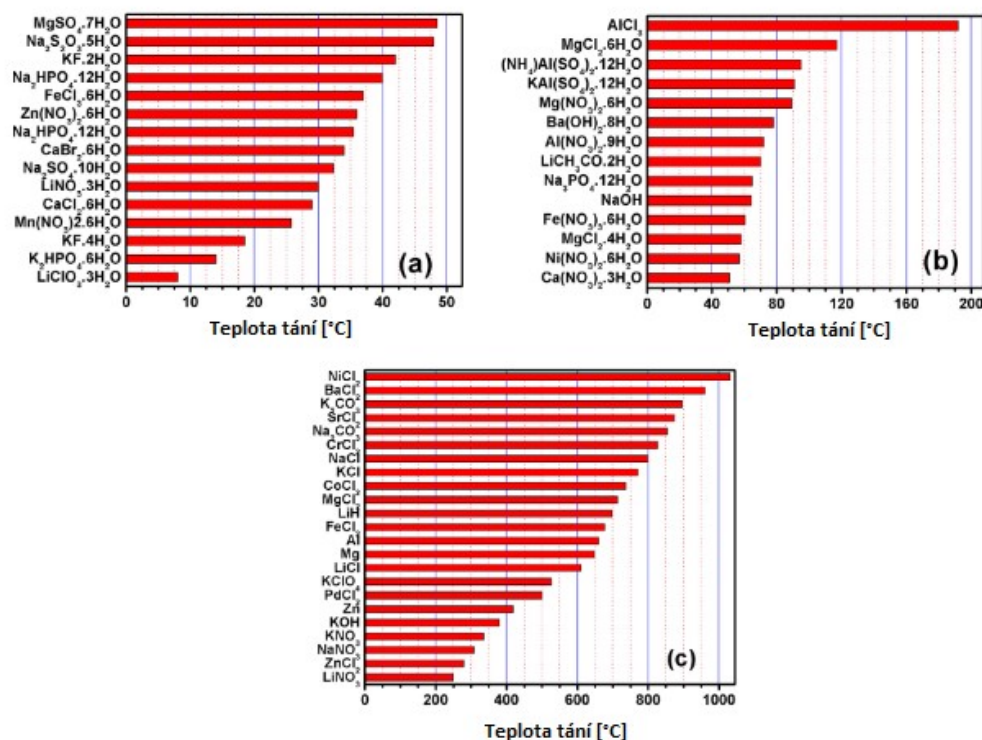 MgSO₄.7H₂O
Na₂S₂O₃.5H₂O
KF.2H₂O
Na₂HPO₄.12H₂O
FeCl₃.6H₂O
Zn(NO₃)₂.6H₂O
Na₂HPO₄.12H₂O
CaBr₂.6H₂O
Na₂SO₄.10H₂O
LiNO₃.3H₂O
CaCl₂.6H₂O
Mn(NO₃)2.6H₂O
KF.4H₂O
K₂HPO₄.6H₂O
LiClO₃.3H₂O
(a)
0 10 20 30 40 50
Teplota tání [°C]
AlCl₃
MgCl₂.6H₂O
(NH₄)Al(SO₄)₂.12H₂O
KAl(SO₄)₂.12H₂O
Mg(NO₃)₂.6H₂O
Ba(OH)₂.8H₂O
Al(NO₃)₂.9H₂O
LiCH₃CO.2H₂O
Na₃PO₄.12H₂O
NaOH
Fe(NO₃)₃.6H₂O
MgCl₂.4H₂O
Ni(NO₃)₂.6H₂O
Ca(NO₃)₂.3H₂O
(b)
0 40 80 120 160 200
Teplota tání [°C]
NiCl₂
BaCl₂
K₂CO₃
SrCl₂
Na₂CO₃
CrCl₂
NaCl
KCl
CoCl₂
MgCl₂
LiH
FeCl₂
Al
Mg
LiCl
KClO₄
PdCl₂
Zn
KOH
KNO₃
NaNO₃
ZnCl₂
LiNO₃
(c)
0 200 400 600 800 1000
Teplota tání [°C]